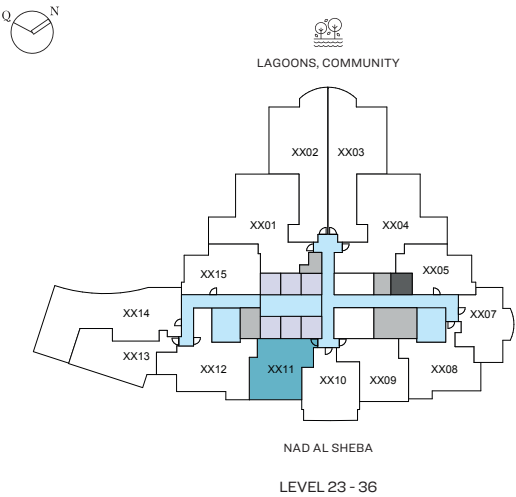 Q N
LAGOONS, COMMUNITY
XX02 XX03
XX01 XX04
XX15 XX05
XX14 XX07
XX13 XX12 XX11 XX10 XX09 XX08
NAD AL SHEBA
LEVEL 23 - 36